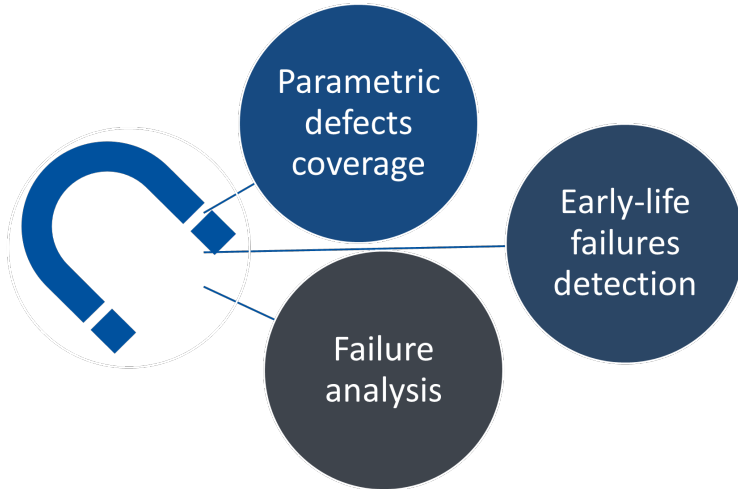 Parametric
defects
coverage
Early-life
failures
detection
Failure
analysis